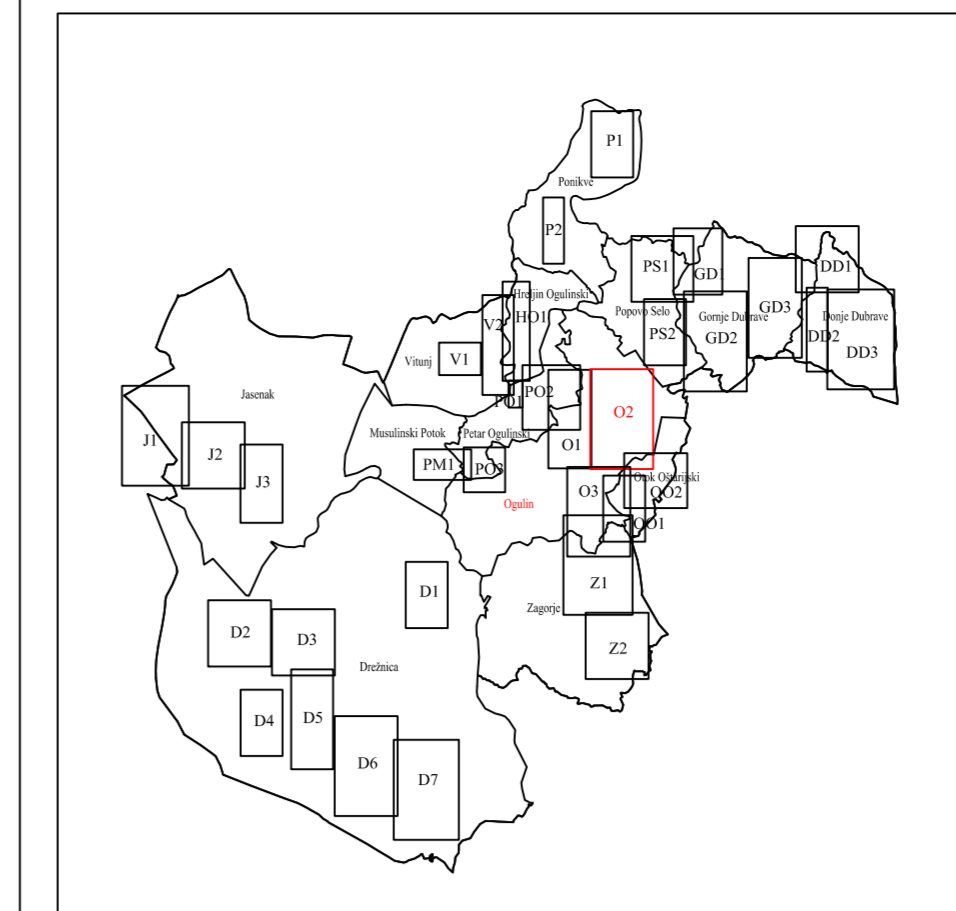 P1
Ponikve
P2
PS1
GD1
DD1
Hreljin Ogulinski
GD3
V2
HO1
Popovo Selo
Gornje Dubrave
Donje Dubrave
PS2
GD2
DD2
DD3
Vitunj
V1
PO1
PO2
Jasenak
O2
J1
J2
J3
Musulinski Potok
Petar Ogulinski
O1
PM1
PO3
Ogulin
O3
Otok Oštarijski
OO2
OO1
D1
Z1
Zagorje
D2
D3
Z2
Drežnica
D4
D5
D6
D7